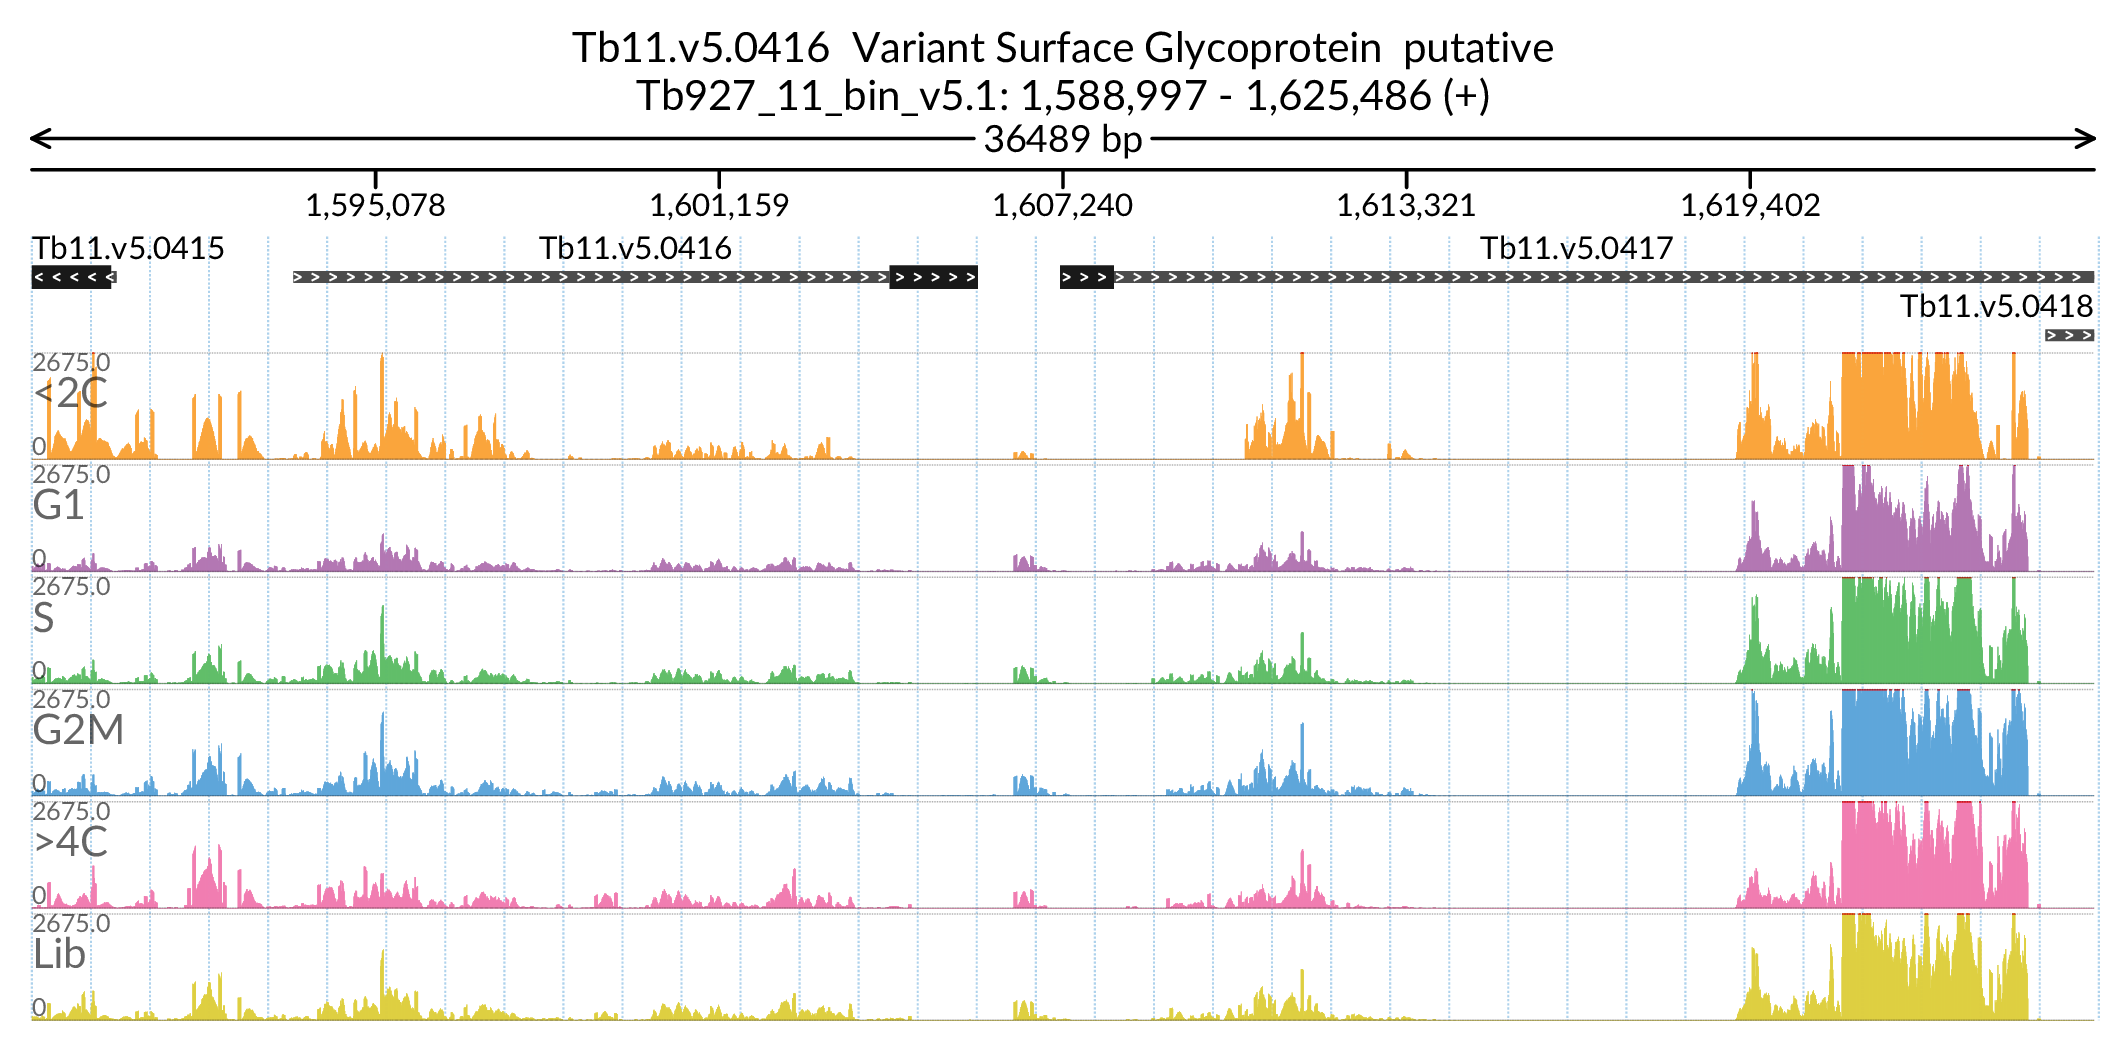 Tb11.v5.0416 Variant Surface Glycoprotein putative
Tb927_11_bin_v5.1: 1,588,997 - 1,625,486 (+)
36489 bp
1,595,078 1,601,159 1,607,240 1,613,321 1,619,402
Tb11.v5.0415 Tb11.v5.0416 Tb11.v5.0417
Tb11.v5.0418
2675.0
<2C
0
2675.0
G1
0
2675.0
S
0
2675.0
G2M
0
2675.0
>4C
0
2675.0
Lib
0